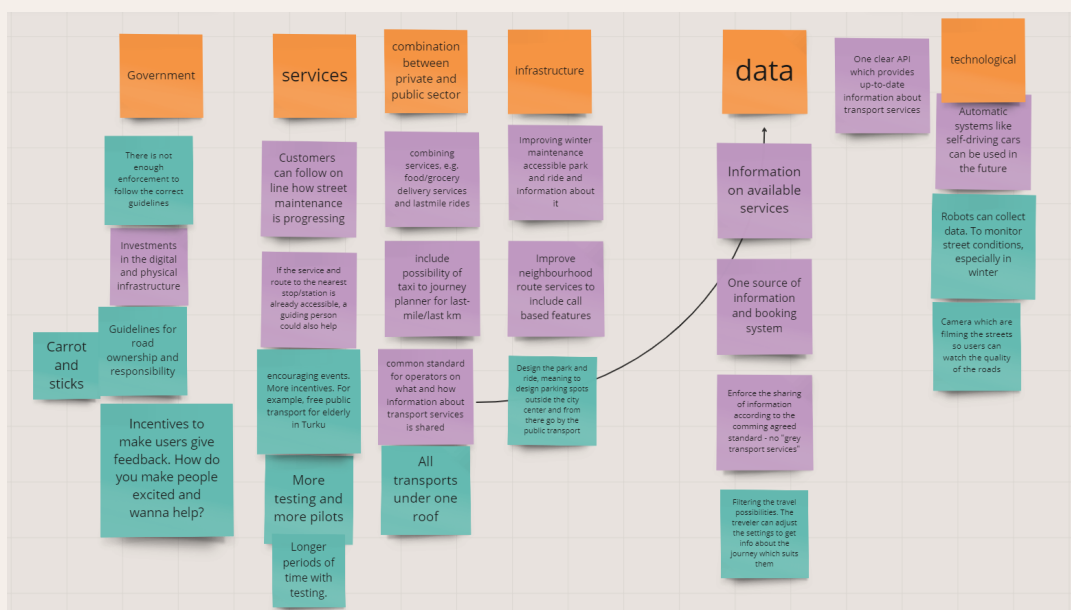 Government
There is not
enough
enforcement to
follow the correct
guidelines
Investments
in the digital
and physical
infrastructure
Guidelines for
road
ownership and
responsibility
Carrot
and
sticks
Incentives to
make users give
feedback. How do
you make people
excited and
wanna help?
services
Customers
can follow on
line how street
maintenance
is progressing
If the service and
route to the nearest
stop/station is
already accessible, a
guiding person
could also help
encouraging events.
More incentives. For
example, free public
transport for elderly
in Turku
More
testing and
more pilots
Longer
periods of
time with
testing.
combination
between
private and
public sector
combining
services, e.g.
food/grocery
delivery services
and lastmile rides
include
possibility of
taxi to journey
planner for last-
mile/last km
common standard
for operators on
what and how
information about
transport services
is shared
All
transports
under one
roof
infrastructure
Improving winter
maintenance
accessible park
and ride and
information about
it
Improve
neighbourhood
route services to
include call
based features
Design the park and
ride, meaning to
design parking spots
outside the city
center and from
there go by the
public transport
data
Information
on available
services
One source of
information
and booking
system
Enforce the sharing
of information
according to the
comming agreed
standard - no "grey
transport services"
Filtering the travel
possibilities. The
treveler can adjust
the settings to get
info about the
journey which suits
them
One clear API
which provides
up-to-date
information about
transport services
technological
Automatic
systems like
self-driving cars
can be used in
the future
Robots can collect
data. To monitor
street conditions,
especially in
winter
Camera which are
filming the streets
so users can
watch the quality
of the roads